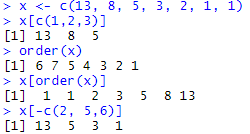 > x <- c(13, 8, 5, 3, 2, 1, 1)
> x[c(1,2,3)]
[1] 13  8  5
> order(x)
[1] 6 7 5 4 3 2 1
> x[order(x)]
[1]  1  1  2  3  5  8 13
> x[-c(2, 5,6)]
[1] 13  5  3  1